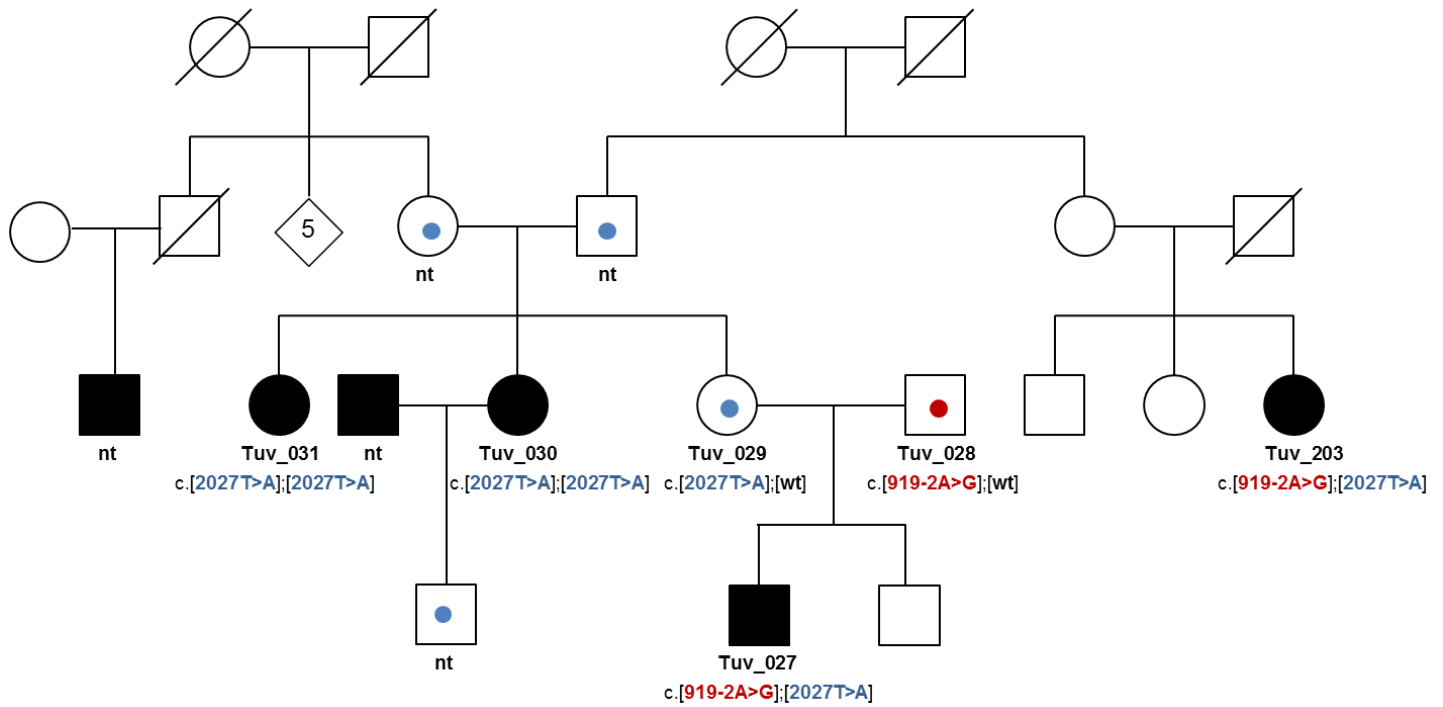 5
nt
nt
nt
Tuv_031
c.[2027T>A];[2027T>A]
nt
Tuv_030
c.[2027T>A];[2027T>A]
Tuv_029
c.[2027T>A];[wt]
Tuv_028
c.[919-2A>G];[wt]
Tuv_203
c.[919-2A>G];[2027T>A]
nt
Tuv_027
c.[919-2A>G];[2027T>A]